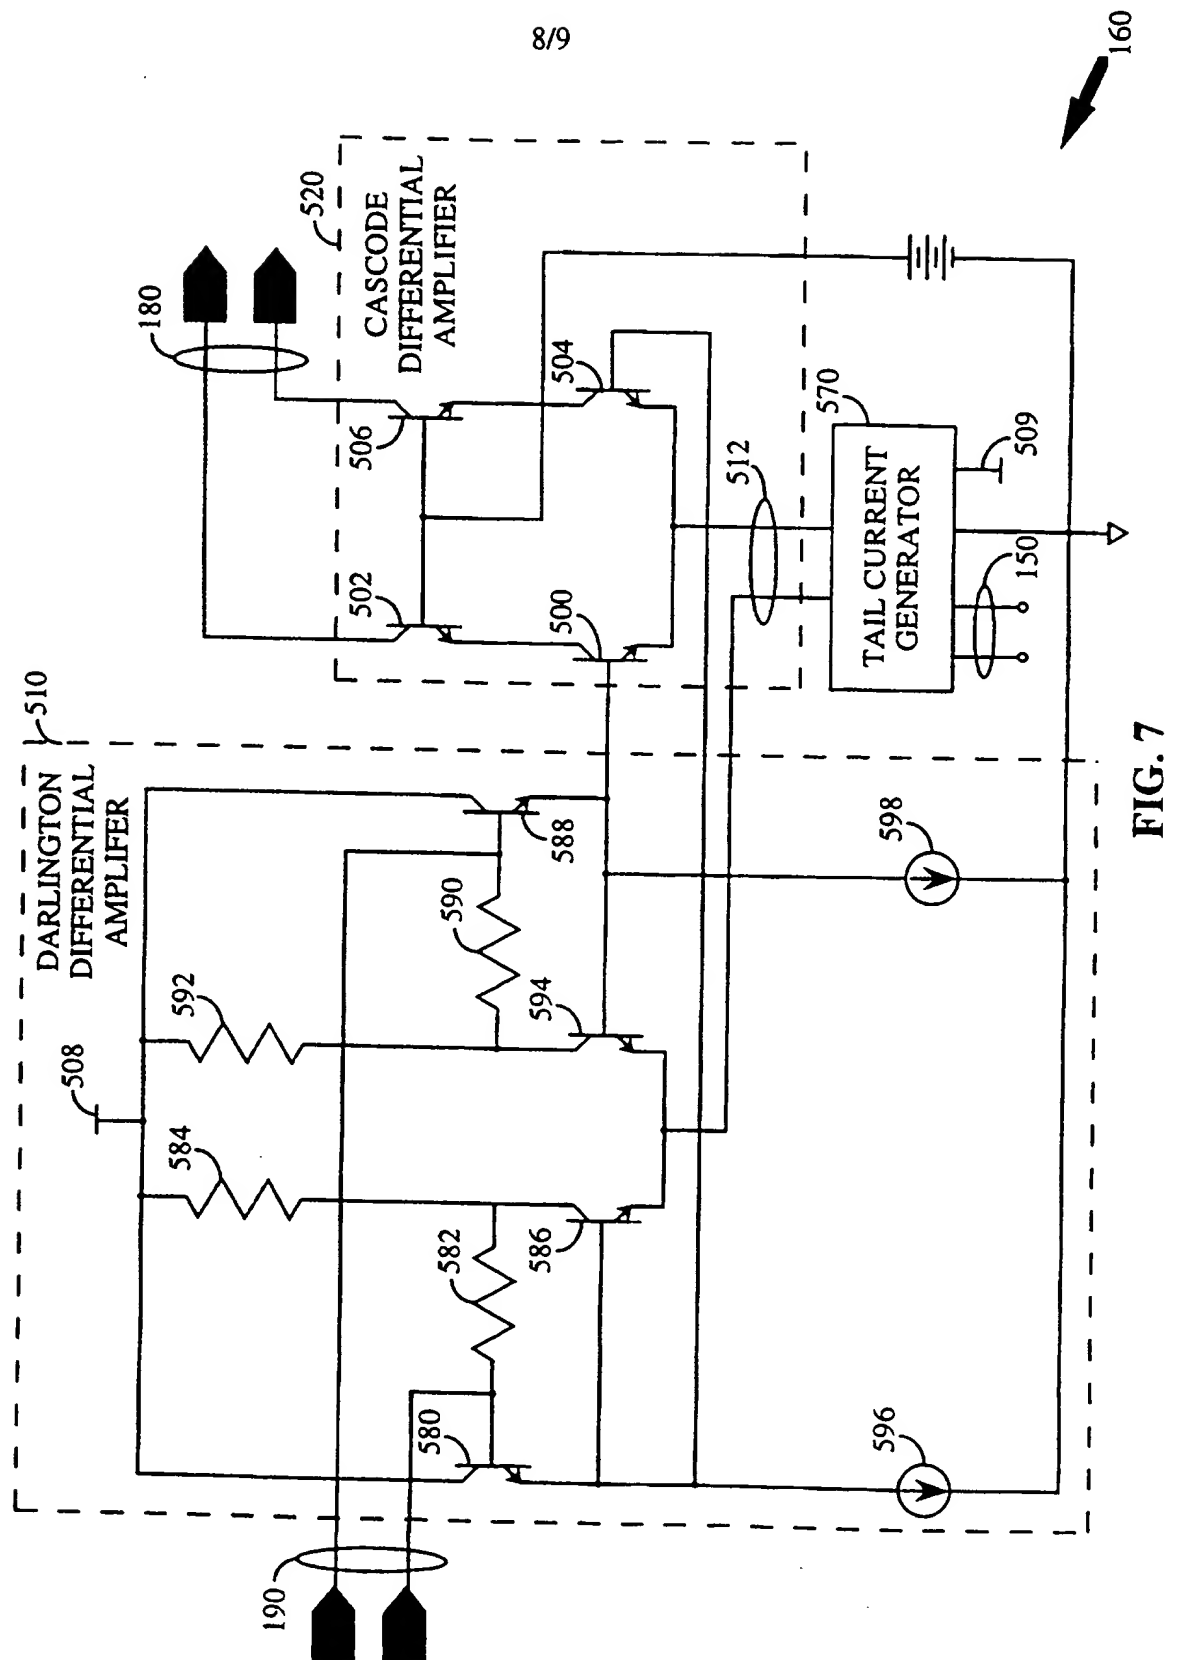 8/9
160
510
DARLINGTON
DIFFERENTIAL
AMPLIFER
508
592
584
590
588
594
582
586
580
190
596
598
180
520
CASCODE
DIFFERENTIAL
AMPLIFIER
506
502
504
500
512
570
TAIL CURRENT
GENERATOR
509
150
FIG. 7